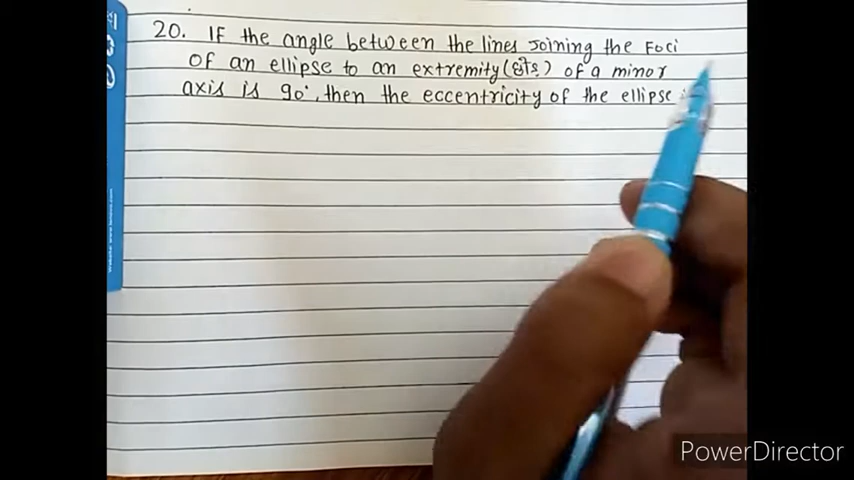 20. IF the angle between the lines Joining the Foci
OF an ellipse to an extremity ( ) of a minor
axis is 90°, then the eccentricity of the ellipse
PowerDirector